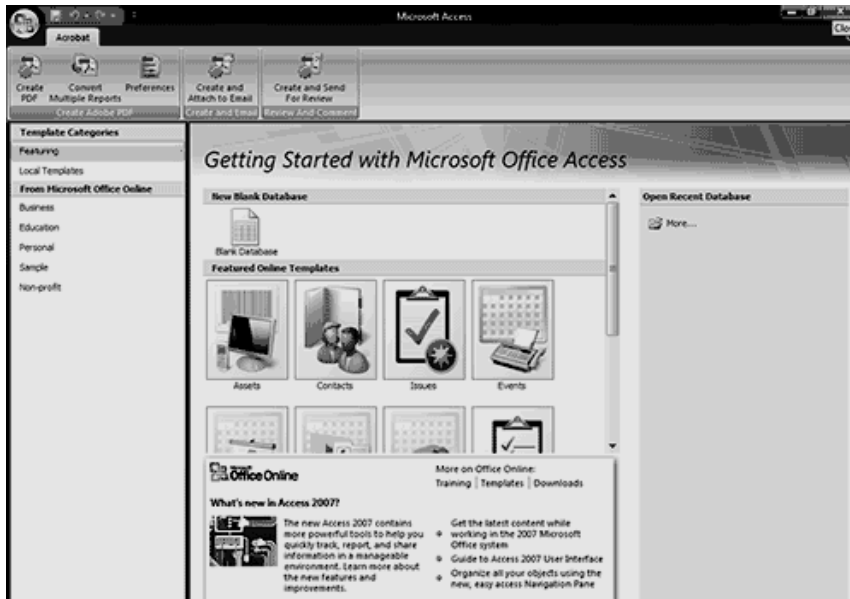 Microsoft Access
Clo
Acrobat
Create PDF
Convert Multiple Reports
Preferences
Create and Attach to Email
Create and Send For Review
Create Adobe PDF
Create and Email
Review And Comment
Template Categories
Featuring
Local Templates
From Microsoft Office Online
Business
Education
Personal
Sample
Non-profit
Getting Started with Microsoft Office Access
New Blank Database
Blank Database
Featured Online Templates
Assets
Contacts
Issues
Events
Microsoft
Office Online
More on Office Online:
Training | Templates | Downloads
What's new in Access 2007?
The new Access 2007 contains
more powerful tools to help you
quickly track, report, and share
information in a manageable
environment. Learn more about
the new features and
improvements.
Get the latest content while
working in the 2007 Microsoft
Office system
Guide to Access 2007 User Interface
Organize all your objects using the
new, easy access Navigation Pane
Open Recent Database
More...